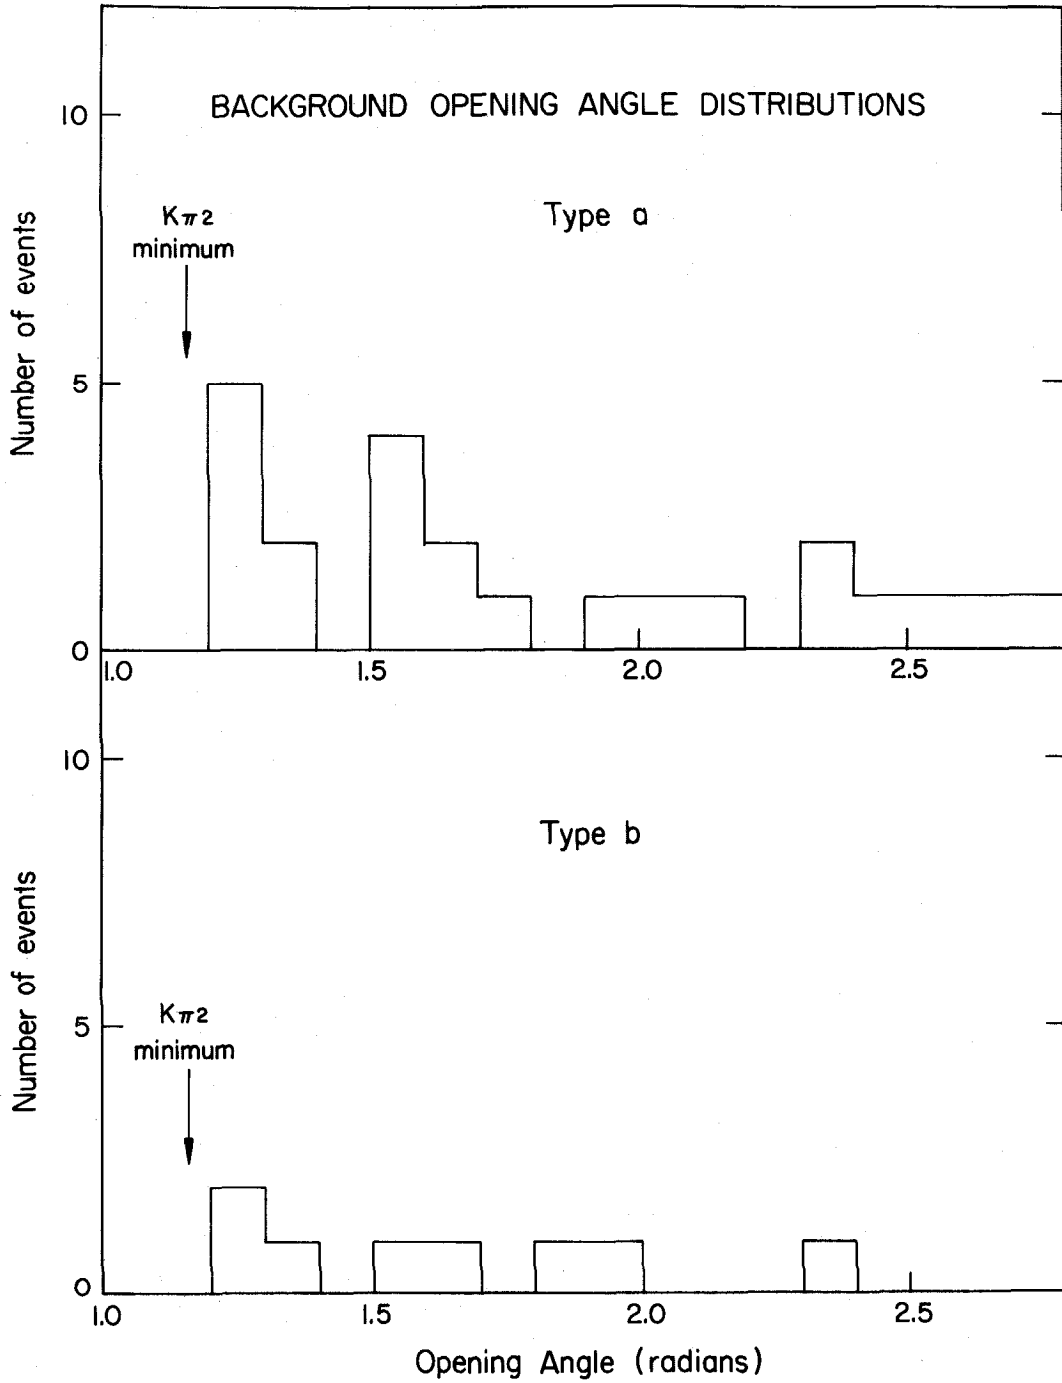 BACKGROUND OPENING ANGLE DISTRIBUTIONS
10
Type a
Kπ2
minimum
Number of events
5
0
1.0 1.5 2.0 2.5
10
Type b
Number of events
5
Kπ2
minimum
0
1.0 1.5 2.0 2.5
Opening Angle (radians)